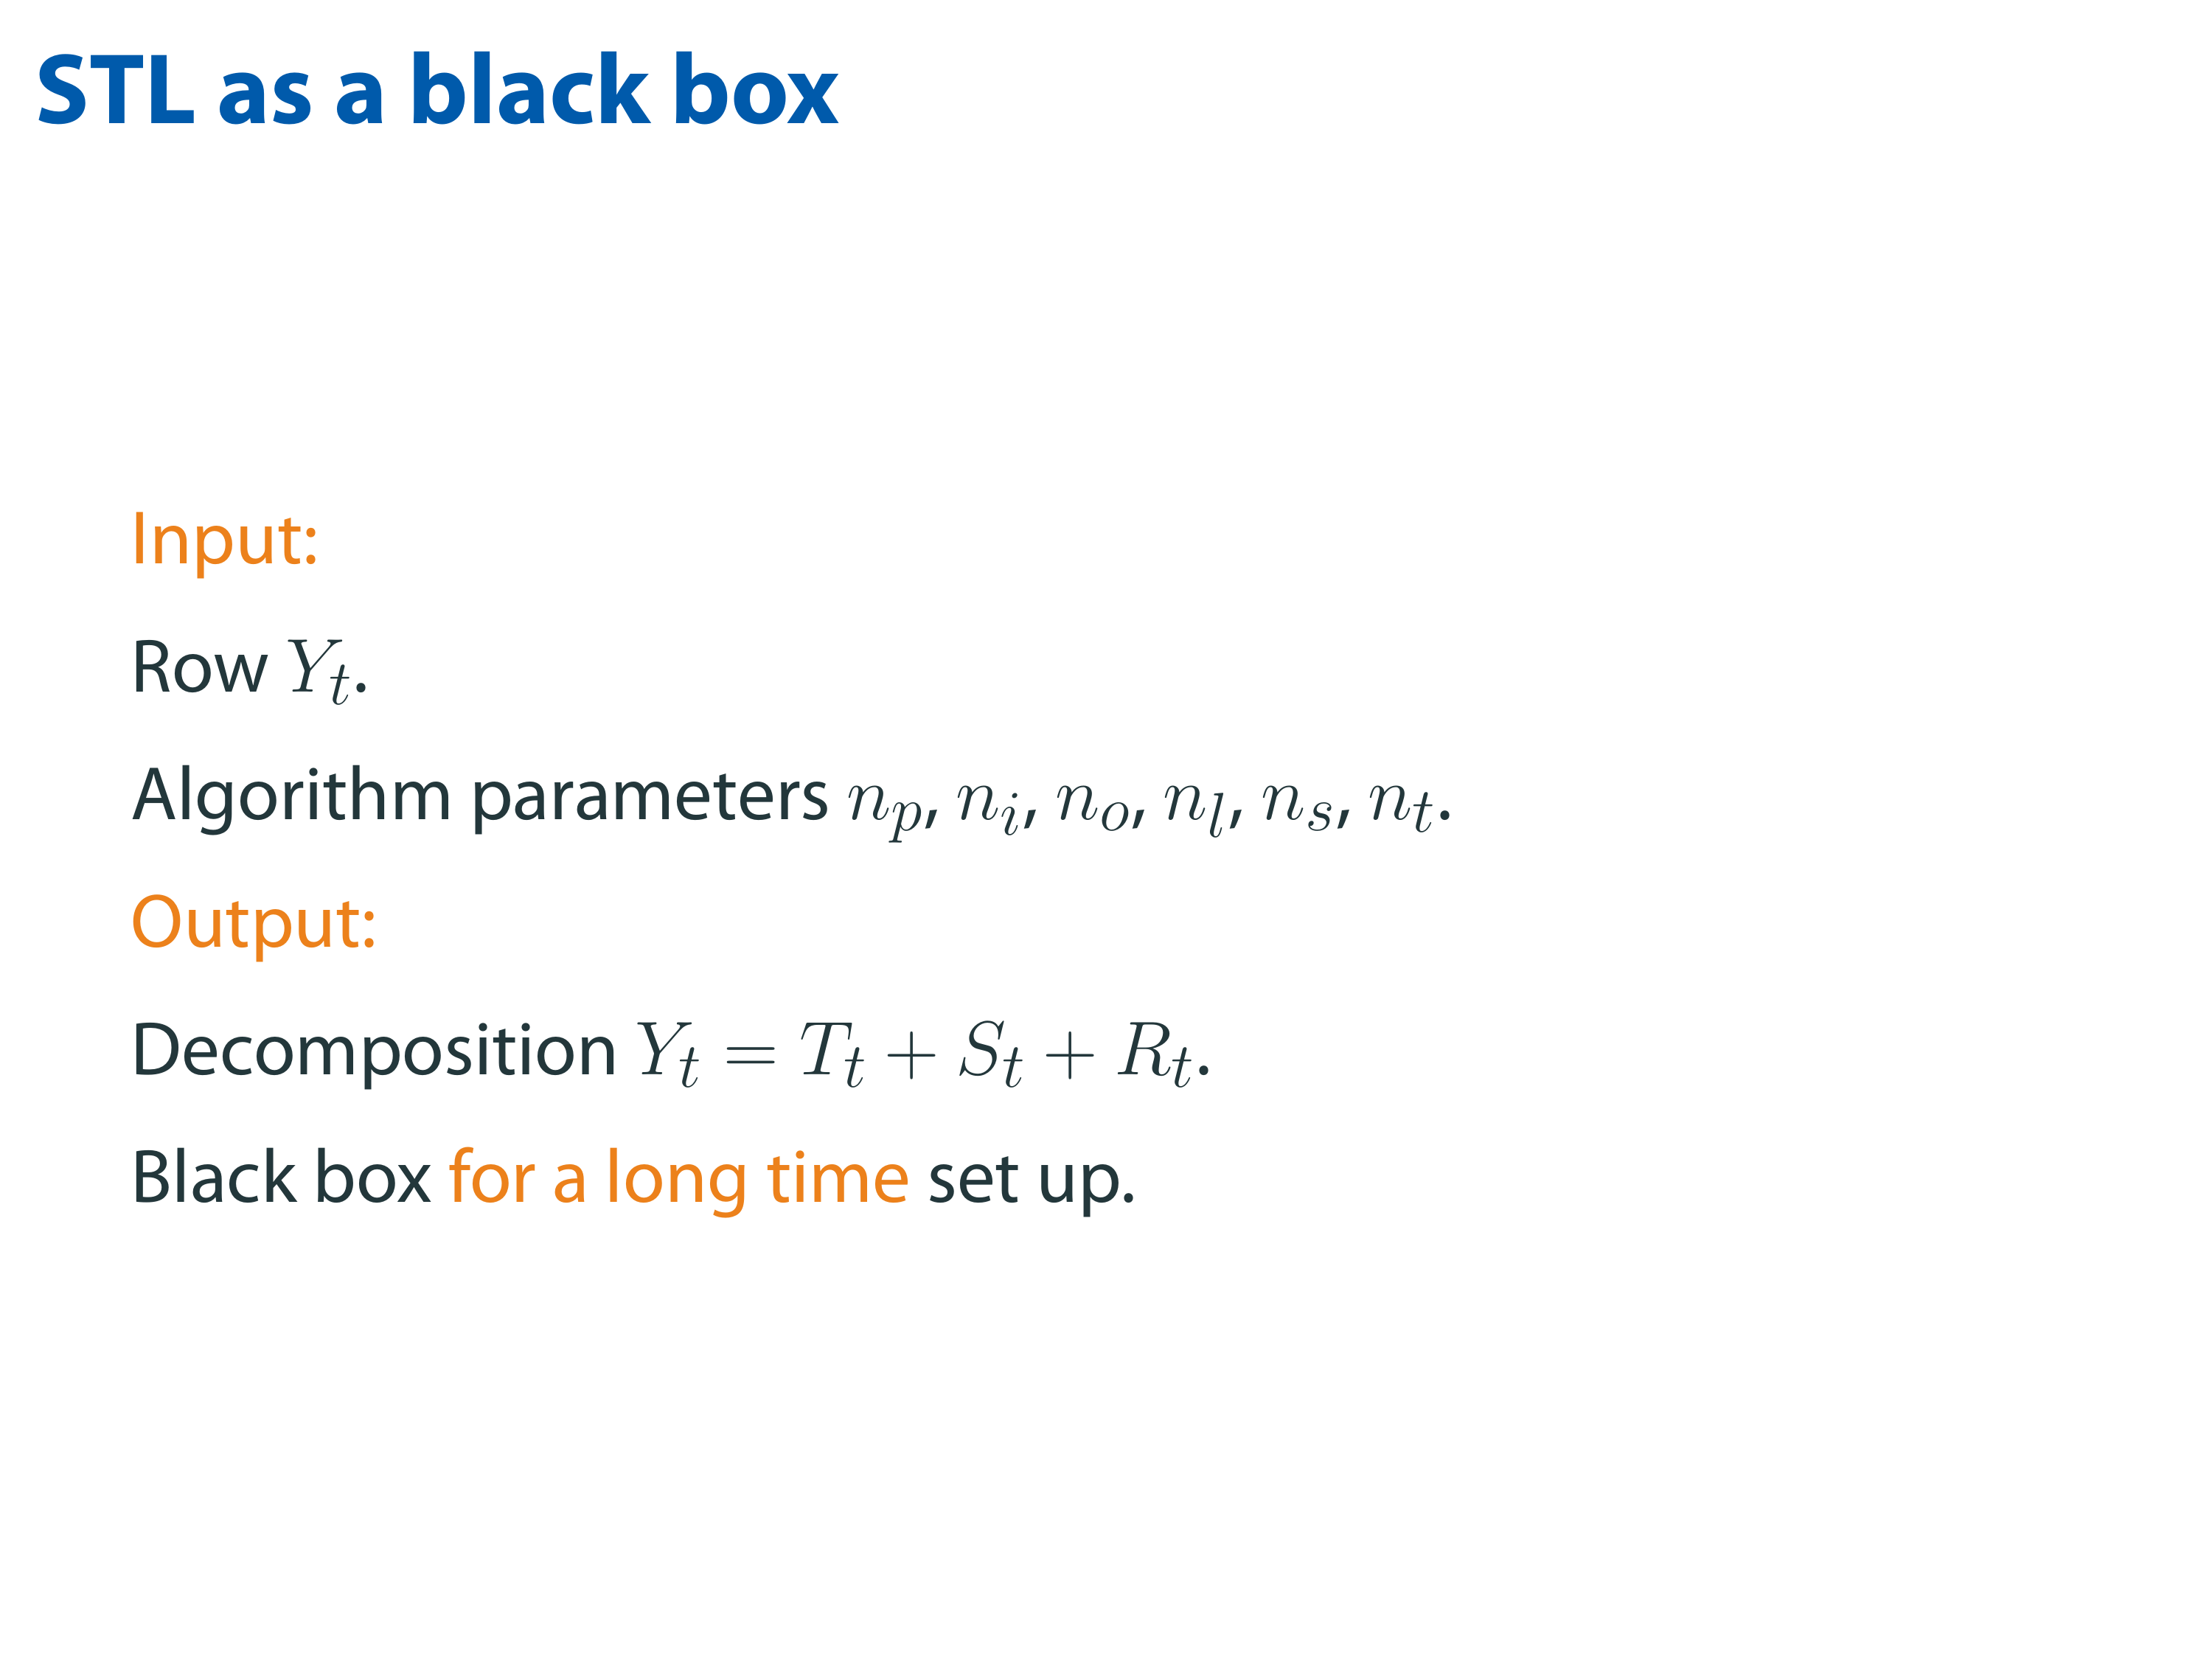 STL as a black box
Input:
Row $Y_t$.
Algorithm parameters $n_p$, $n_i$, $n_o$, $n_l$, $n_s$, $n_t$.
Output:
Decomposition $Y_t = T_t + S_t + R_t$.
Black box for a long time set up.